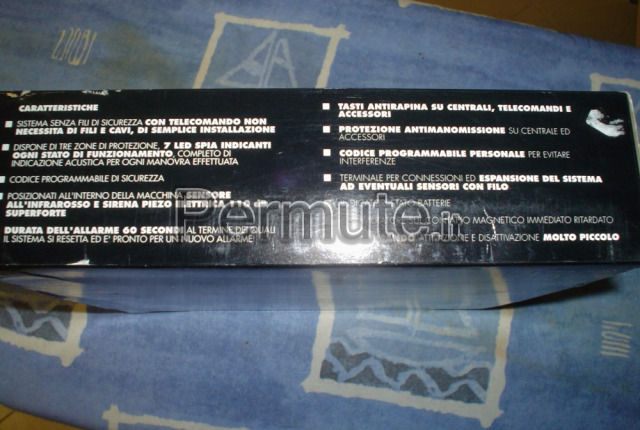 CARATTERISTICHE
SISTEMA SENZA FILI DI SICUREZZA CON TELECOMANDO NON
NECESSITA DI FILI E CAVI, DI SEMPLICE INSTALLAZIONE
DISPONE DI TRE ZONE DI PROTEZIONE, 7 LED SPIA INDICANTI
OGNI STATO DI FUNZIONAMENTO, COMPLETO DI
INDICAZIONE ACUSTICA PER OGNI MANOVRA EFFETTUATA
CODICE PROGRAMMABILE DI SICUREZZA
POSIZIONATI ALL'INTERNO DELLA MACCHINA SENSORE
ALL'INFRAROSSO E SIRENA PIEZO 110 dB
SUPERFORTE
DURATA DELL'ALLARME 60 SECONDI AL TERMINE DEI QUALI
IL SISTEMA SI RESETTA ED E' PRONTO PER UN NUOVO ALLARME
TASTI ANTIRAPINA SU CENTRALI, TELECOMANDI E
ACCESSORI
PROTEZIONE ANTIMANOMISSIONE SU CENTRALE ED
ACCESSORI
CODICE PROGRAMMABILE PERSONALE PER EVITARE
INTERFERENZE
TERMINALE PER CONNESSIONI ED ESPANSIONE DEL SISTEMA
AD EVENTUALI SENSORI CON FILO
STATO BATTERIE
MAGNETICO IMMEDIATO RITARDATO
ATTIVAZIONE E DISATTIVAZIONE MOLTO PICCOLO
Permute.it